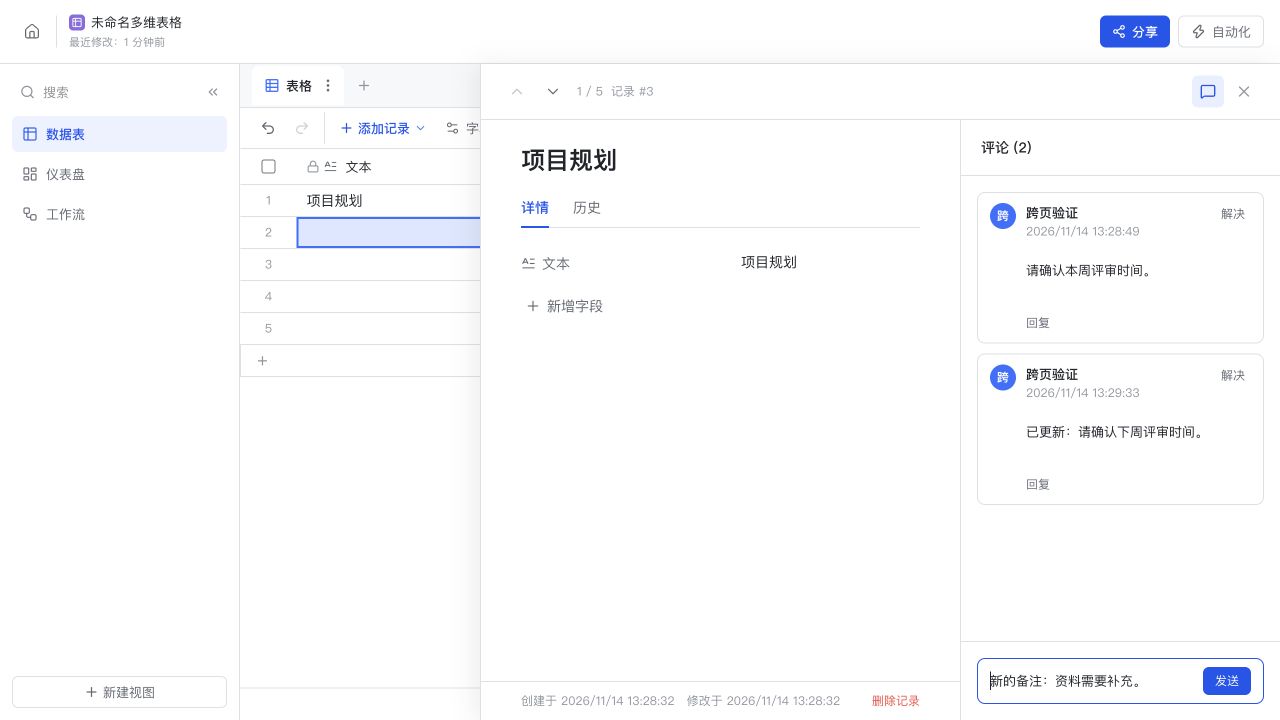 未命名多维表格
最近修改：1 分钟前
分享
自动化
搜索
数据表
仪表盘
工作流
新建视图
表格
添加记录
字
文本
1 项目规划
2
3
4
5
1 / 5 记录 #3
项目规划
详情 历史
文本 项目规划
新增字段
创建于 2026/11/14 13:28:32 修改于 2026/11/14 13:28:32 删除记录
评论 (2)
跨 跨页验证 解决
2026/11/14 13:28:49
请确认本周评审时间。
回复
跨 跨页验证 解决
2026/11/14 13:29:33
已更新：请确认下周评审时间。
回复
新的备注：资料需要补充。 发送